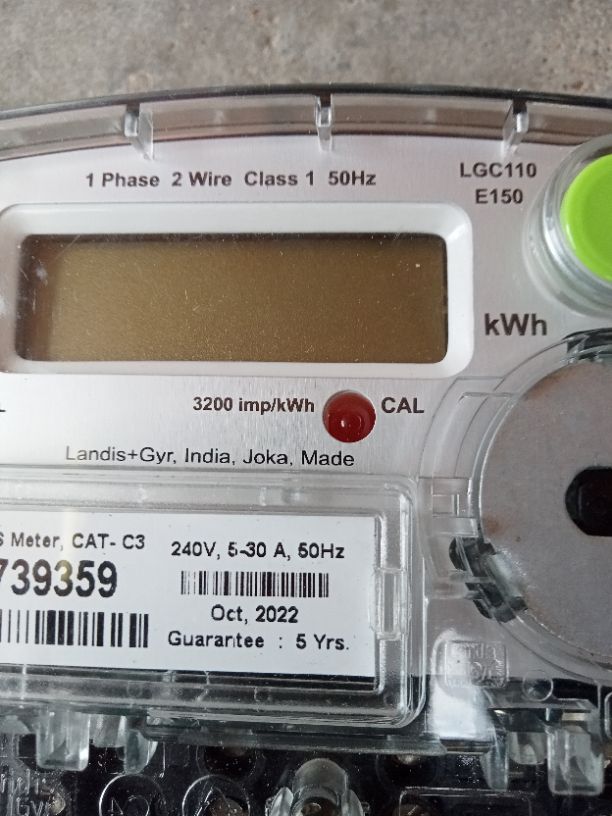 1 Phase 2 Wire Class 1 50Hz
LGC110
E150
kWh
3200 imp/kWh
CAL
Landis+Gyr, India, Joka, Made
S Meter, CAT- C3
739359
240V, 5-30 A, 50Hz
Oct, 2022
Guarantee : 5 Yrs.